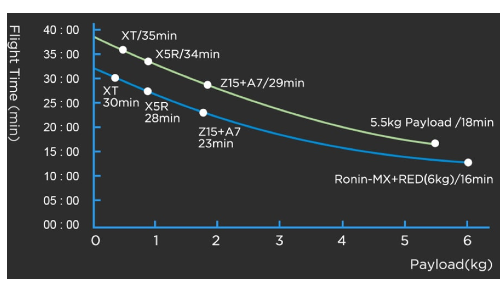 Flight Time (min)
40 : 00
35 : 00
30 : 00
25 : 00
20 : 00
15 : 00
10 : 00
05 : 00
00 : 00
XT/35min
X5R/34min
Z15+A7/29min
5.5kg Payload /18min
XT
30min
X5R
28min
Z15+A7
23min
Ronin-MX+RED(6kg)/16min
0 1 2 3 4 5 6
Payload(kg)